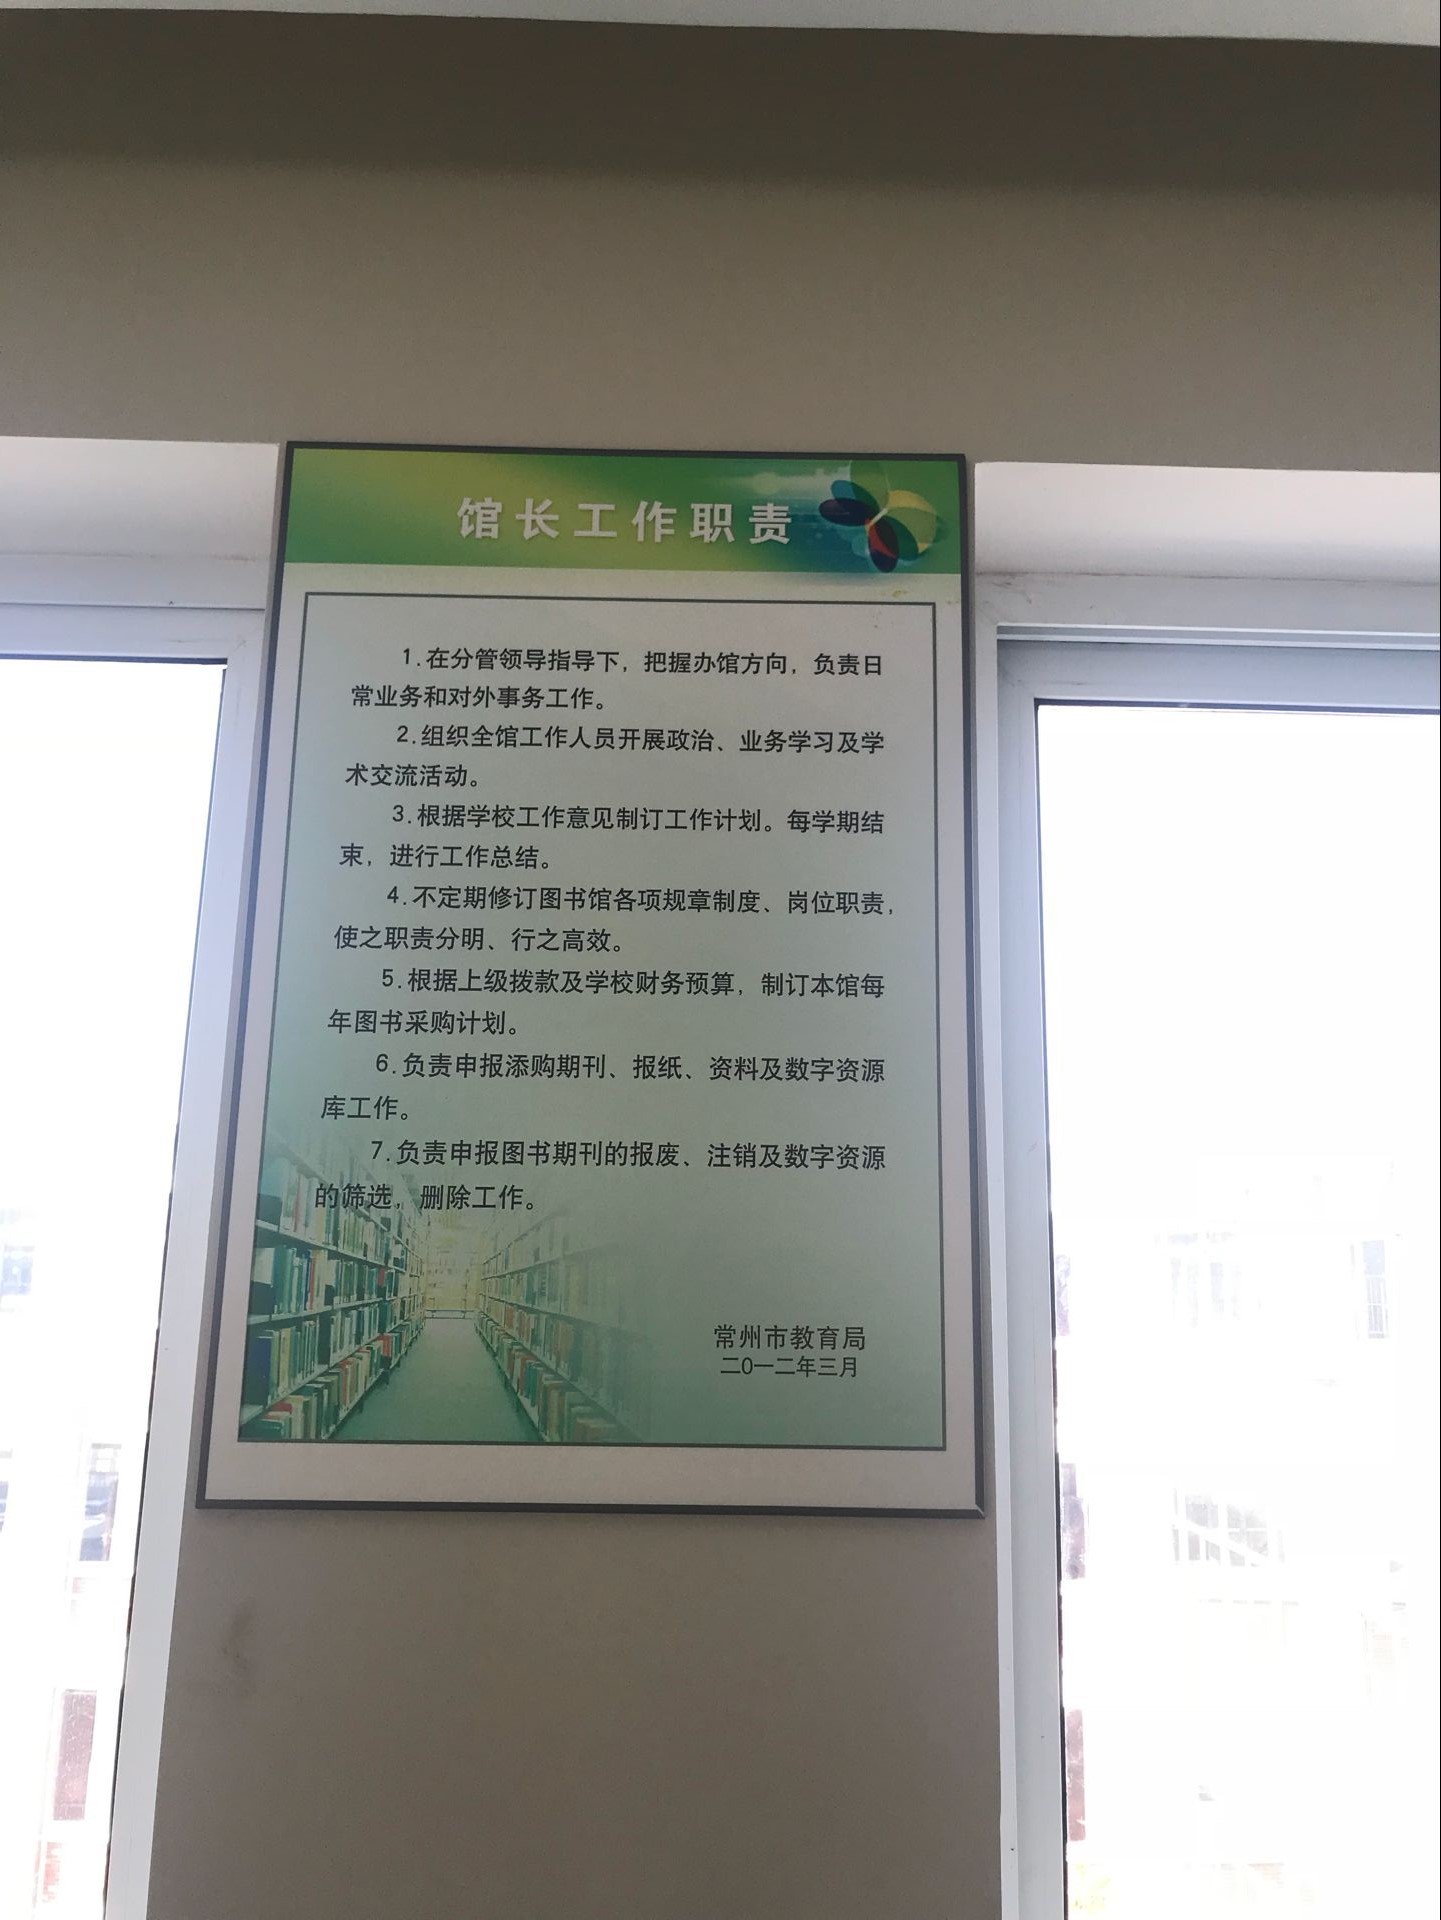 馆长工作职责
1.在分管领导指导下，把握办馆方向，负责日
常业务和对外事务工作。
2.组织全馆工作人员开展政治、业务学习及学
术交流活动。
3.根据学校工作意见制订工作计划。每学期结
束，进行工作总结。
4.不定期修订图书馆各项规章制度、岗位职责，
使之职责分明、行之高效。
5.根据上级拨款及学校财务预算，制订本馆每
年图书采购计划。
6.负责申报添购期刊、报纸、资料及数字资源
库工作。
7.负责申报图书期刊的报废、注销及数字资源
的筛选，删除工作。
常州市教育局
二0一二年三月